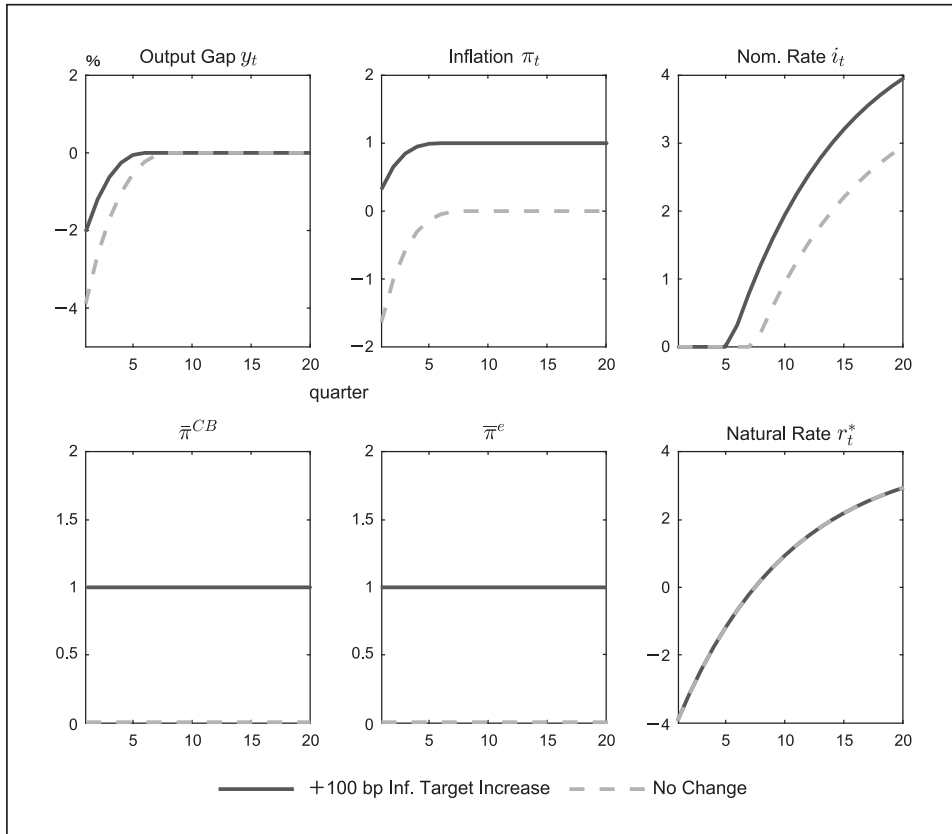 Output Gap y_t
Inflation π_t
Nom. Rate i_t
%
2
0
−2
−4
5 10 15 20
2
1
0
−1
−2
5 10 15 20
4
3
2
1
0
5 10 15 20
quarter
π̄^CB
π̄^e
Natural Rate r_t^*
2
1.5
1
0.5
0
5 10 15 20
2
1.5
1
0.5
0
5 10 15 20
4
2
0
−2
−4
5 10 15 20
+100 bp Inf. Target Increase
No Change